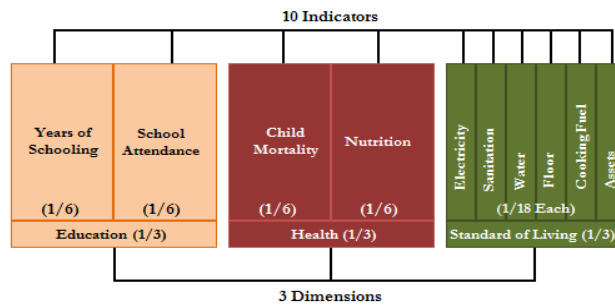 10 Indicators
Years of
Schooling
(1/6)
School
Attendance
(1/6)
Education (1/3)
Child
Mortality
(1/6)
Nutrition
(1/6)
Health (1/3)
Electricity
Sanitation
Water
Floor
Cooking Fuel
Assets
(1/18 Each)
Standard of Living (1/3)
3 Dimensions